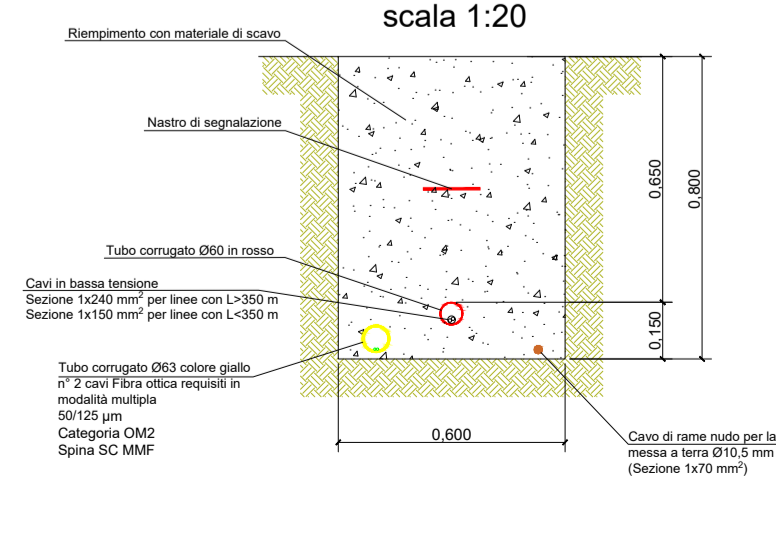 scala 1:20
Riempimento con materiale di scavo
Nastro di segnalazione
Tubo corrugato Ø60 in rosso
Cavi in bassa tensione
Sezione 1x240 mm² per linee con L>350 m
Sezione 1x150 mm² per linee con L<350 m
Tubo corrugato Ø63 colore giallo
n° 2 cavi Fibra ottica requisiti in
modalità multipla
50/125 µm
Categoria OM2
Spina SC MMF
0,650
0,800
0,150
0,600
Cavo di rame nudo per la
messa a terra Ø10,5 mm
(Sezione 1x70 mm²)